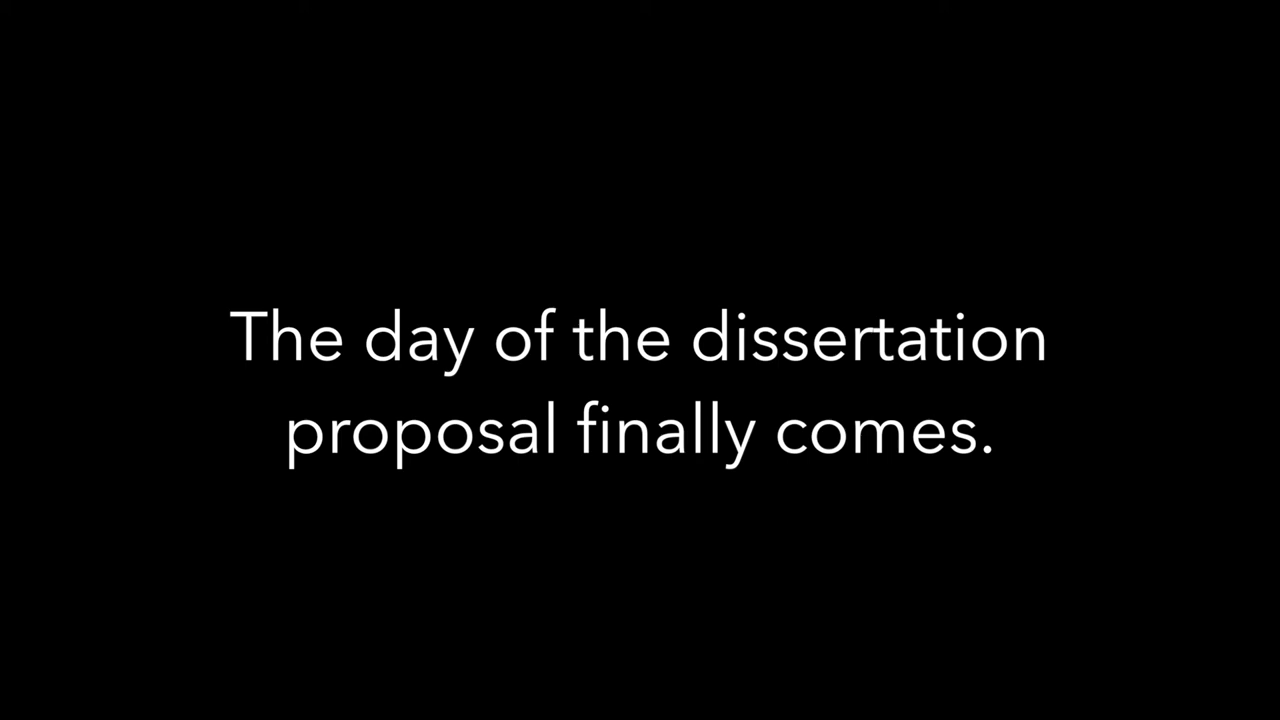 The day of the dissertation
proposal finally comes.